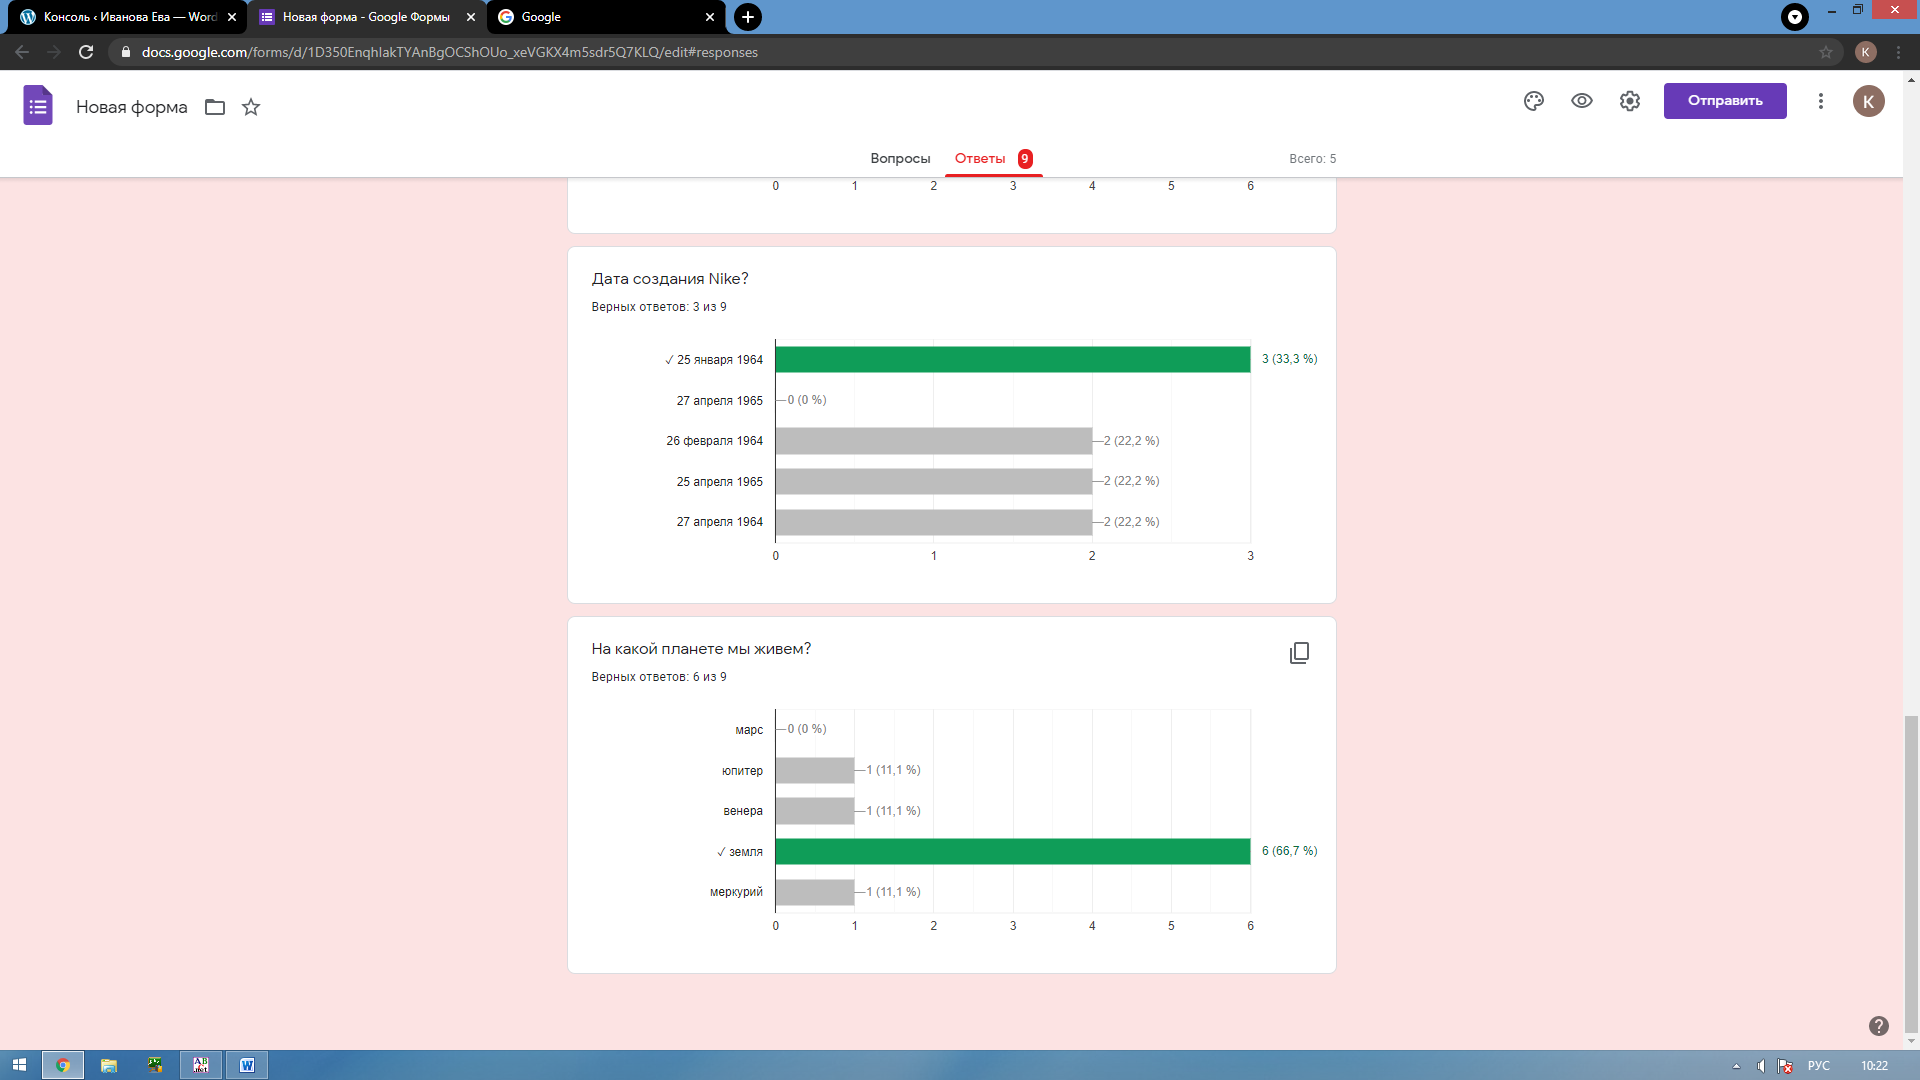 Консоль ‹ Иванова Ева — Word
Новая форма - Google Формы
Google
docs.google.com/forms/d/1D350EnqhlakTYAnBgOCShOUo_xeVGKX4m5sdr5Q7KLQ/edit#responses
K
Новая форма
Отправить
K
Вопросы
Ответы 9
Всего: 5
0 1 2 3 4 5 6
Дата создания Nike?
Верных ответов: 3 из 9
✓ 25 января 1964 3 (33,3 %)
27 апреля 1965 0 (0 %)
26 февраля 1964 2 (22,2 %)
25 апреля 1965 2 (22,2 %)
27 апреля 1964 2 (22,2 %)
0 1 2 3
На какой планете мы живем?
Верных ответов: 6 из 9
марс 0 (0 %)
юпитер 1 (11,1 %)
венера 1 (11,1 %)
✓ земля 6 (66,7 %)
меркурий 1 (11,1 %)
0 1 2 3 4 5 6
РУС
10:22